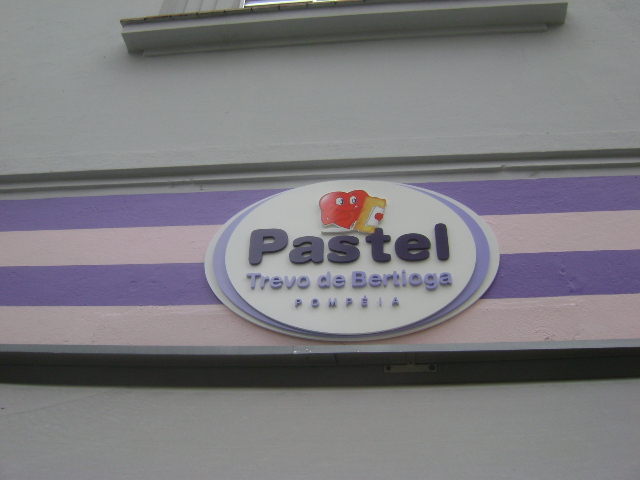 Pastel
Trevo de Bertioga
POMPÉIA